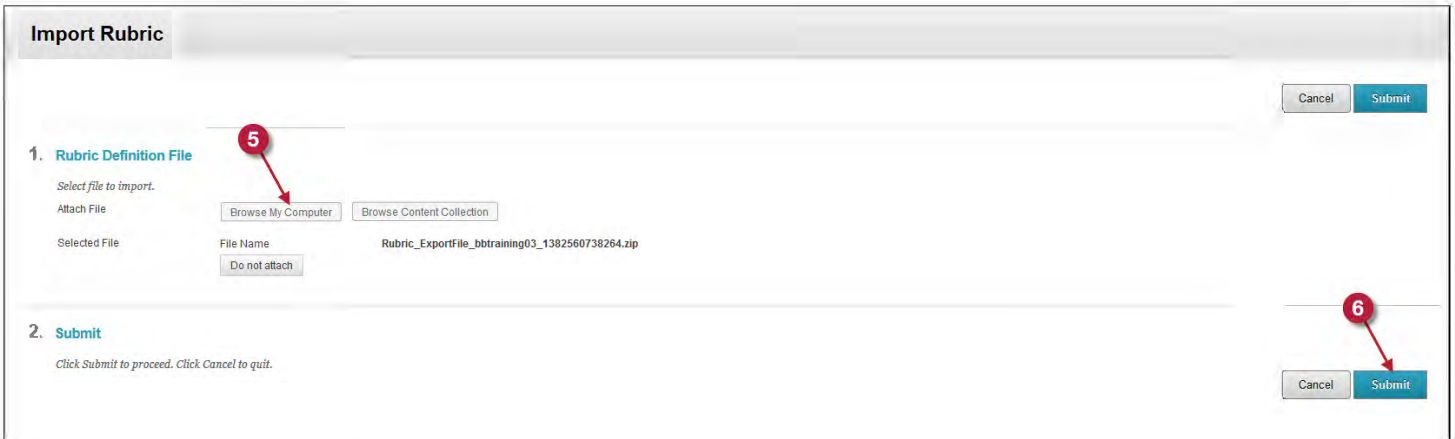 Import Rubric
Cancel Submit
5
1. Rubric Definition File
Select file to import.
Attach File Browse My Computer Browse Content Collection
Selected File File Name Rubric_ExportFile_bbtraining03_1382560738264.zip
Do not attach
6
2. Submit
Click Submit to proceed. Click Cancel to quit.
Cancel Submit